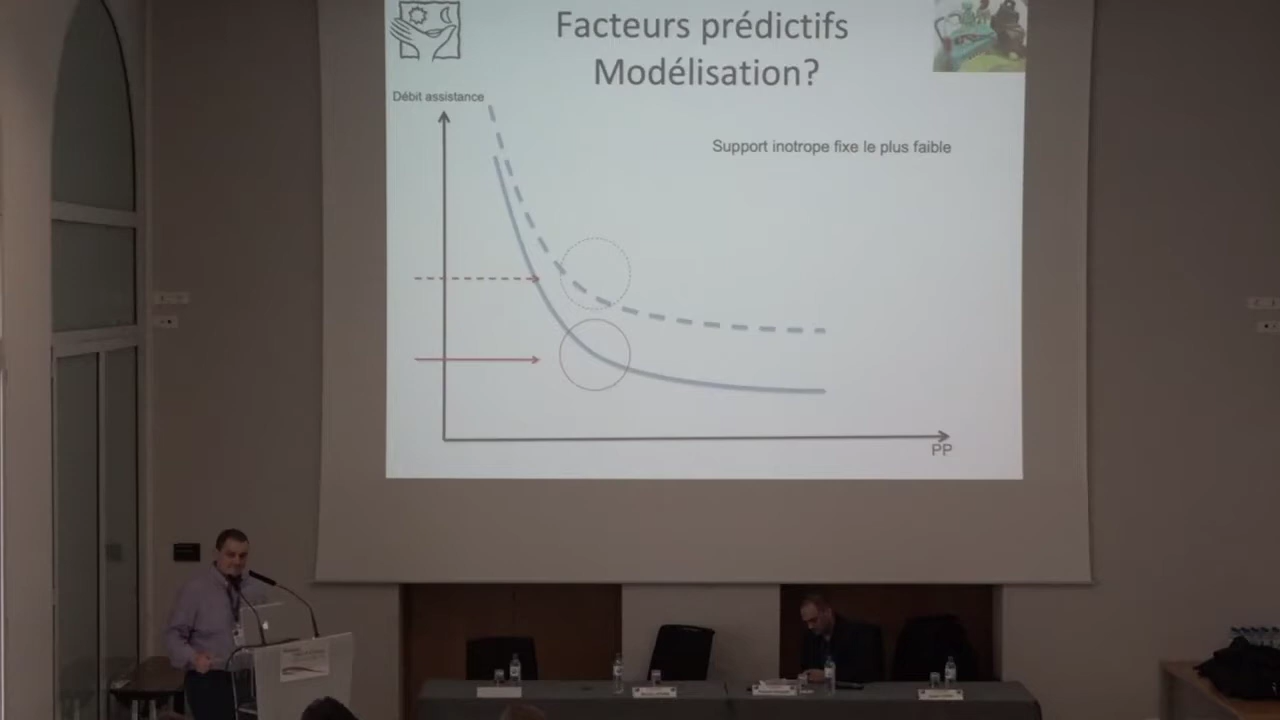 Facteurs prédictifs
Modélisation?
Débit assistance
Support inotrope fixe le plus faible
PP